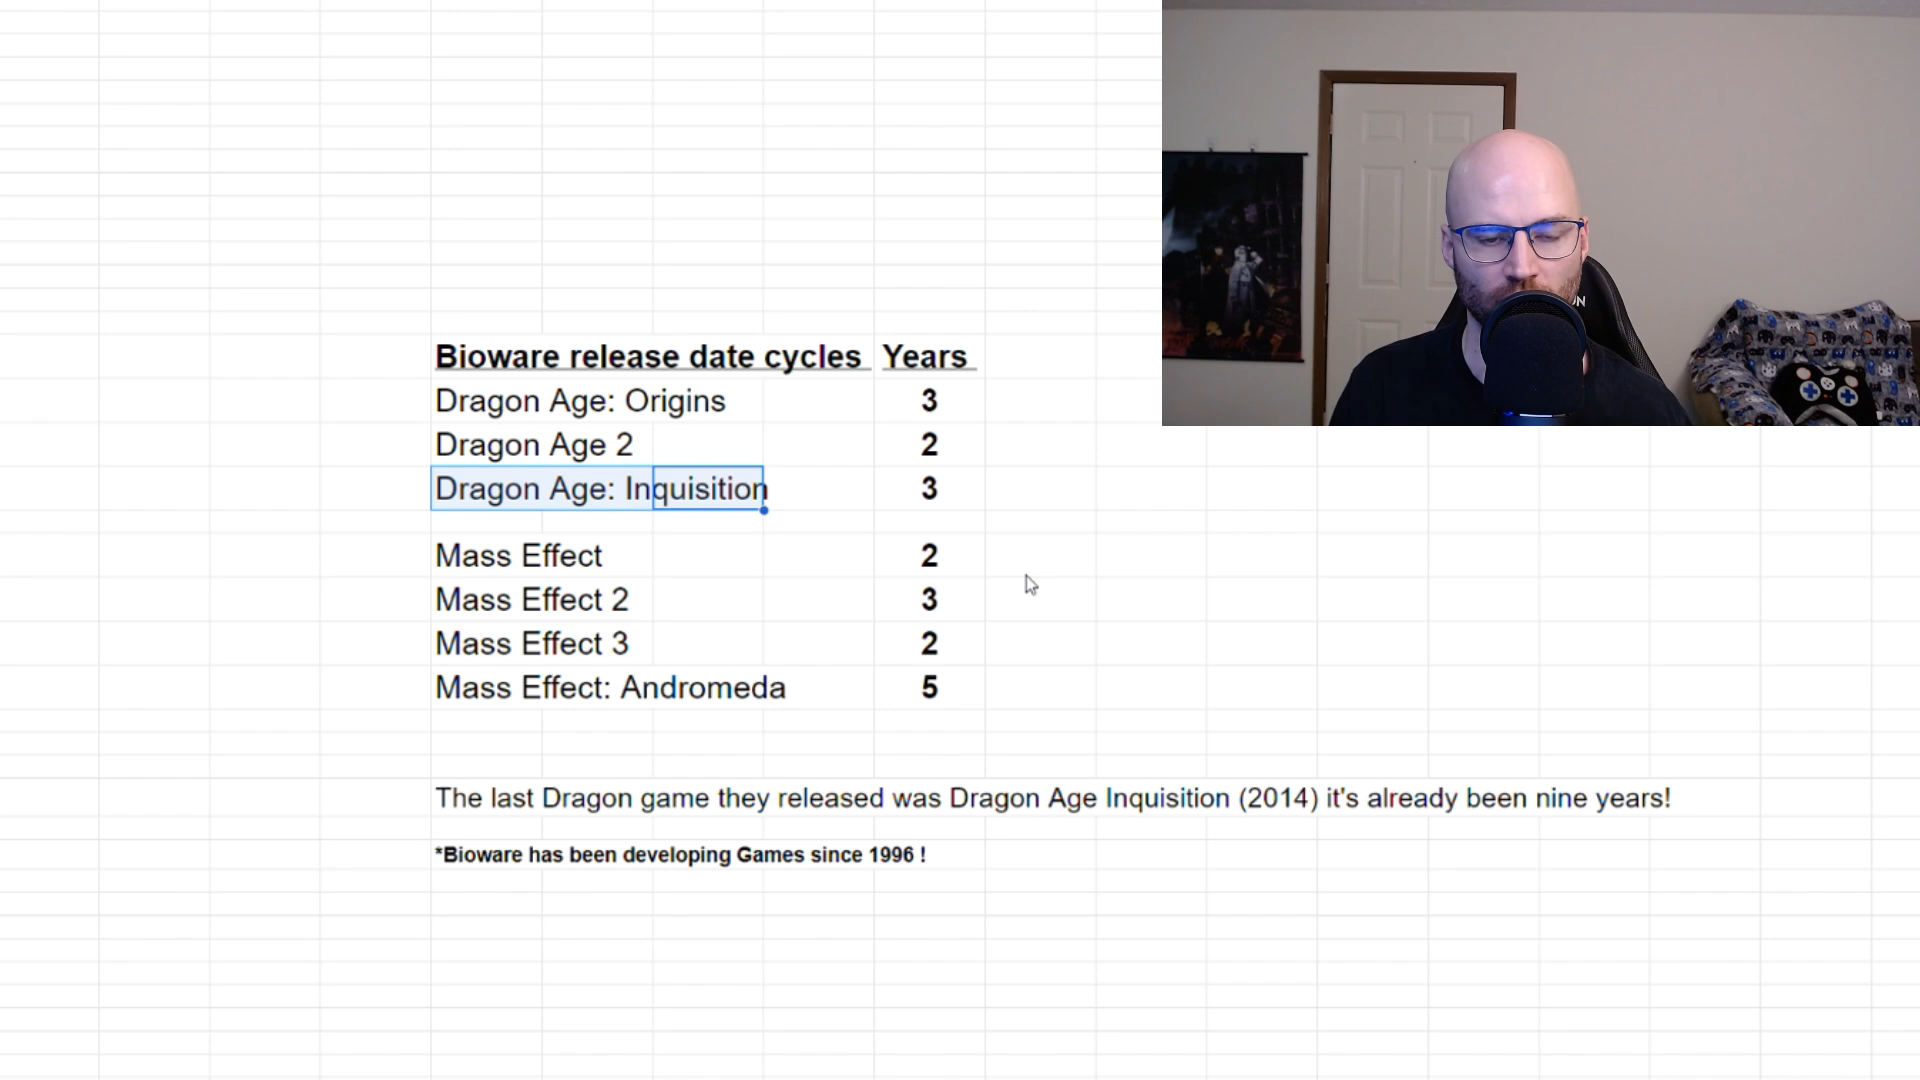 Bioware release date cycles Years
Dragon Age: Origins 3
Dragon Age 2 2
Dragon Age: Inquisition 3
Mass Effect 2
Mass Effect 2 3
Mass Effect 3 2
Mass Effect: Andromeda 5
The last Dragon game they released was Dragon Age Inquisition (2014) it's already been nine years!
*Bioware has been developing Games since 1996 !